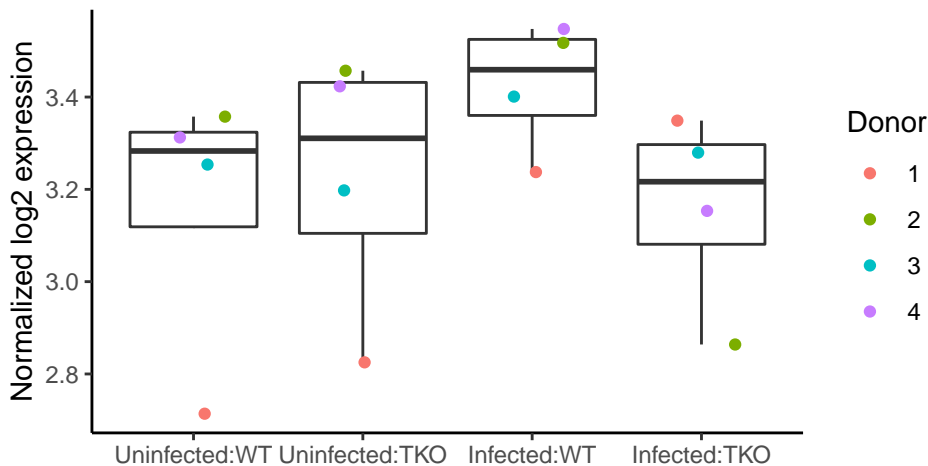 Normalized log2 expression
3.4
3.2
3.0
2.8
Uninfected:WT Uninfected:TKO Infected:WT Infected:TKO
Donor
1
2
3
4